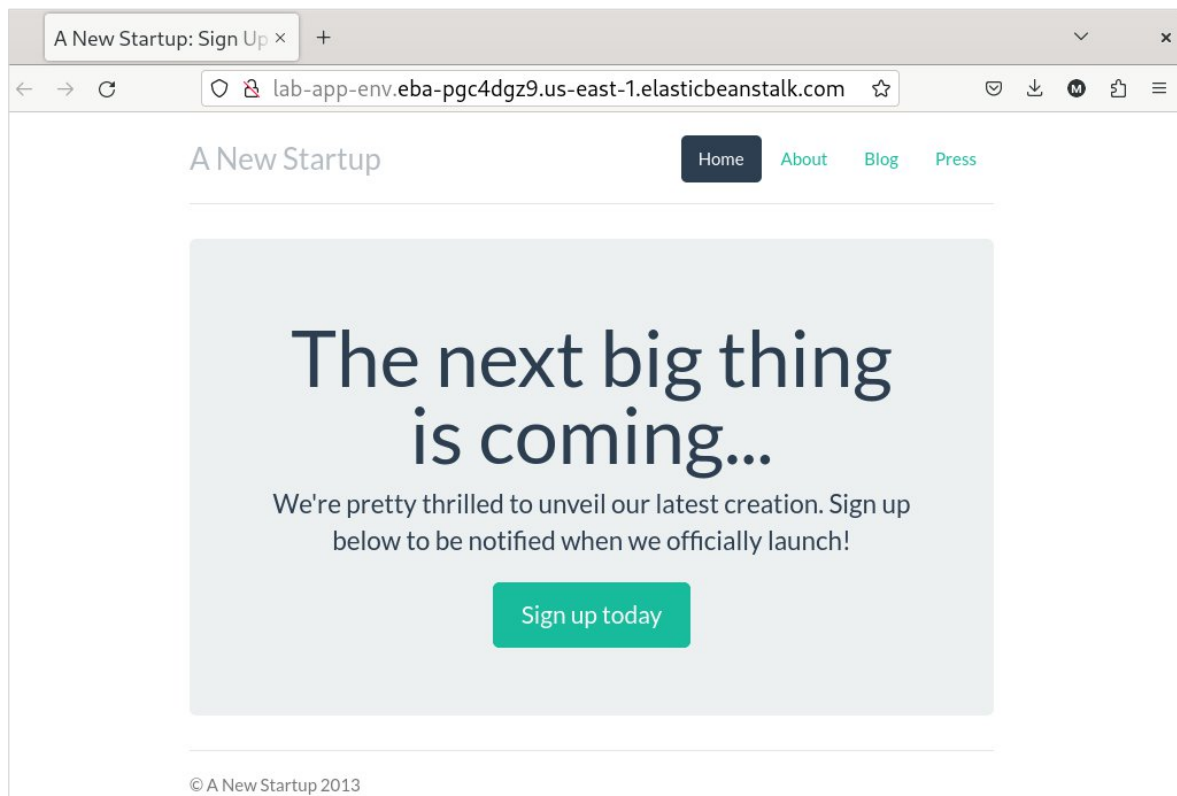 A New Startup: Sign Up
lab-app-env.eba-pgc4dgz9.us-east-1.elasticbeanstalk.com
M
A New Startup
Home About Blog Press
The next big thing
is coming...
We're pretty thrilled to unveil our latest creation. Sign up
below to be notified when we officially launch!
Sign up today
© A New Startup 2013